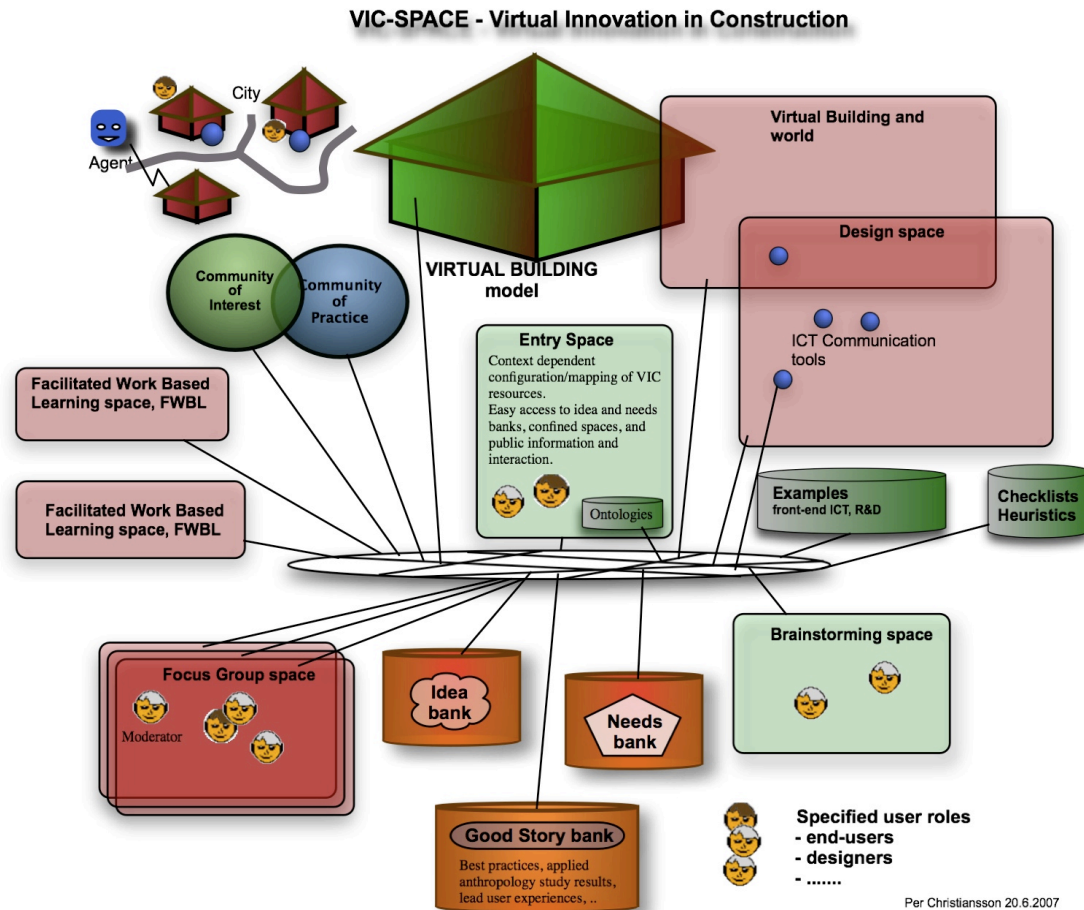 VIC-SPACE - Virtual Innovation in Construction
City
Agent
VIRTUAL BUILDING
model
Virtual Building and
world
Design space
ICT Communication
tools
Community
of
Interest
Community
of
Practice
Entry Space
Context dependent
configuration/mapping of VIC
resources.
Easy access to idea and needs
banks, confined spaces, and
public information and
interaction.
Ontologies
Facilitated Work Based
Learning space, FWBL
Facilitated Work Based
Learning space, FWBL
Examples
front-end ICT, R&D
Checklists
Heuristics
Focus Group space
Moderator
Idea
bank
Needs
bank
Brainstorming space
Good Story bank
Best practices, applied
anthropology study results,
lead user experiences, ..
Specified user roles
- end-users
- designers
- .......
Per Christiansson 20.6.2007